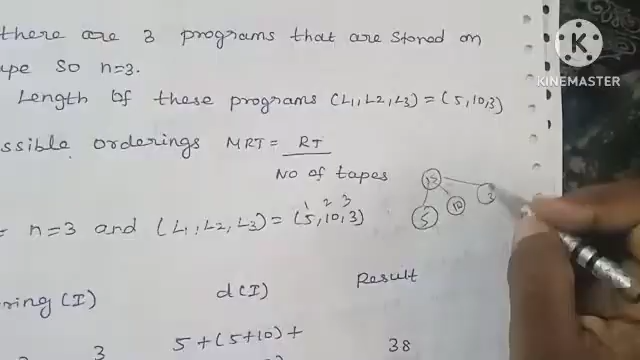 there are 3 programs that are stored on
ape so n=3.
Length of these programs (L1, L2, L3) = (5, 10, 3)
ssible orderings MRT = RT
No of tapes
n=3 and (L1, L2, L3) = (5, 10, 3)
1 2 3
5
10
3
ring (I) d(I) Result
3 5+(5+10)+ 38
K
KINEMASTER